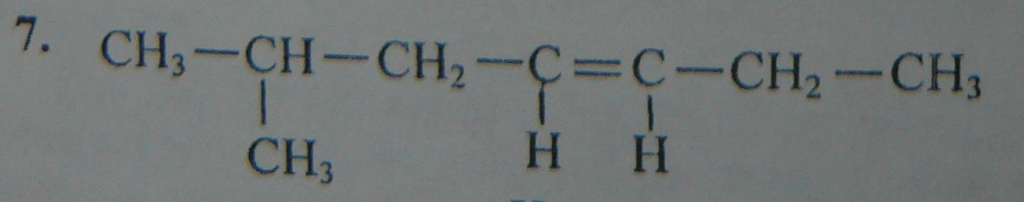 7. CH₃—CH—CH₂—C=C—CH₂—CH₃
CH₃ H H